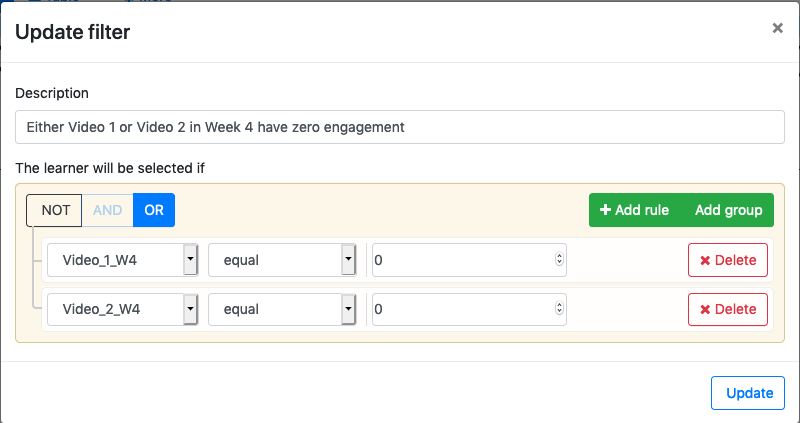 Update filter ×
Description
Either Video 1 or Video 2 in Week 4 have zero engagement
The learner will be selected if
NOT AND OR + Add rule Add group
Video_1_W4 equal 0 × Delete
Video_2_W4 equal 0 × Delete
Update